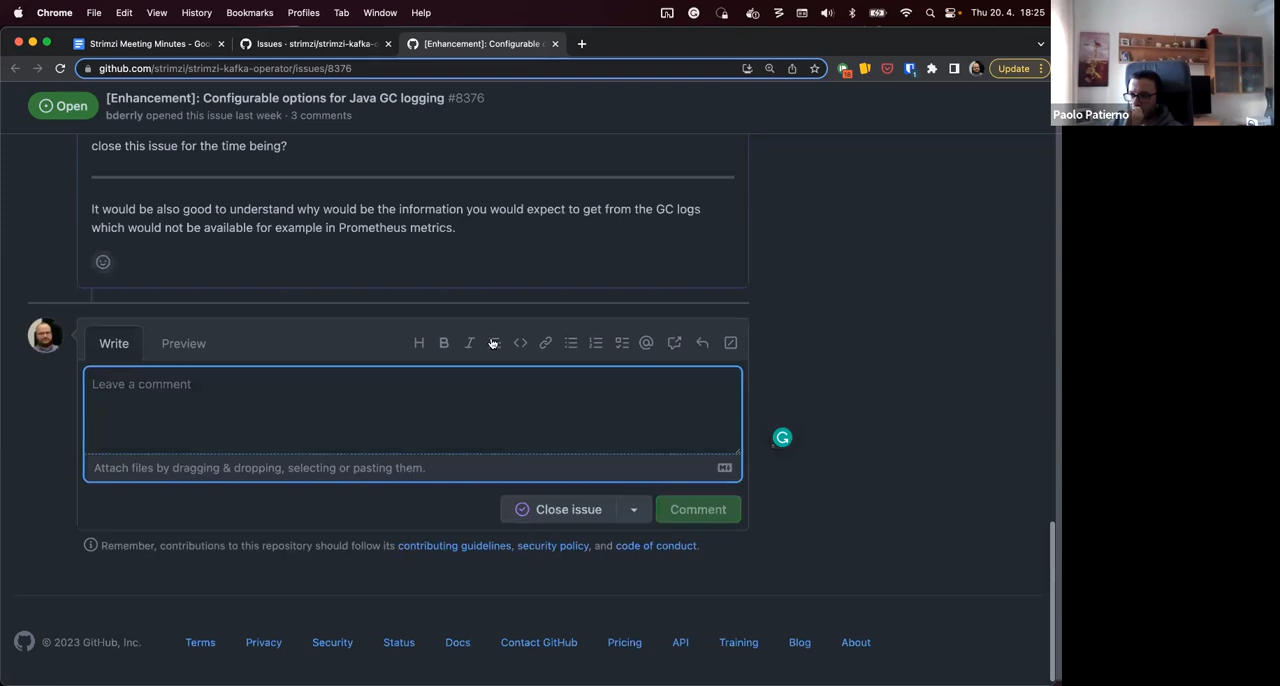 Chrome File Edit View History Bookmarks Profiles Tab Window Help Thu 20. 4. 18:25
Strimzi Meeting Minutes - Goo
Issues · strimzi/strimzi-kafka-o
[Enhancement]: Configurable o
github.com/strimzi/strimzi-kafka-operator/issues/8376
18
1
Update
Paolo Patierno
Open
[Enhancement]: Configurable options for Java GC logging #8376
bderrly opened this issue last week · 3 comments
close this issue for the time being?
It would be also good to understand why would be the information you would expect to get from the GC logs
which would not be available for example in Prometheus metrics.
Write Preview
H B I
Leave a comment
Attach files by dragging & dropping, selecting or pasting them.
Close issue
Comment
Remember, contributions to this repository should follow its contributing guidelines, security policy, and code of conduct.
© 2023 GitHub, Inc. Terms Privacy Security Status Docs Contact GitHub Pricing API Training Blog About